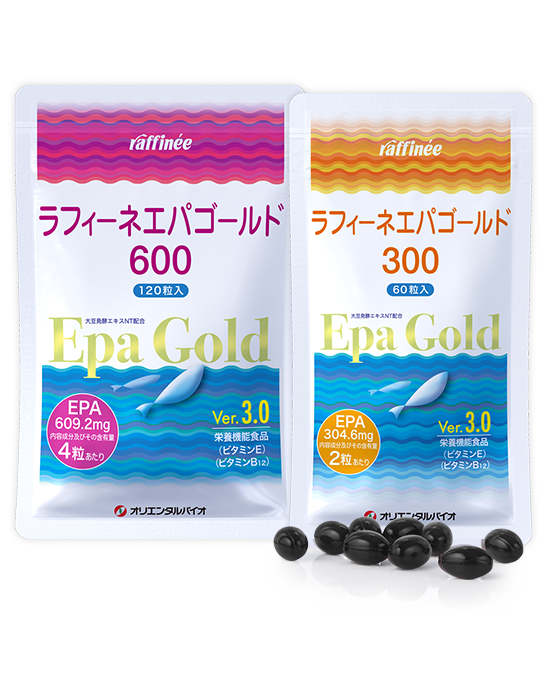 raffinée
ラフィーネエパゴールド
600
120粒入
大豆発酵エキスNT配合
Epa Gold
EPA
609.2mg
内容成分及びその含有量
4粒あたり
Ver.3.0
栄養機能食品
(ビタミンE)
(ビタミンB12)
オリエンタルバイオ
raffinée
ラフィーネエパゴールド
300
60粒入
大豆発酵エキスNT配合
Epa Gold
EPA
304.6mg
内容成分及びその含有量
2粒あたり
Ver.3.0
栄養機能食品
(ビタミンE)
(ビタミンB12)
オリエンタルバイオ